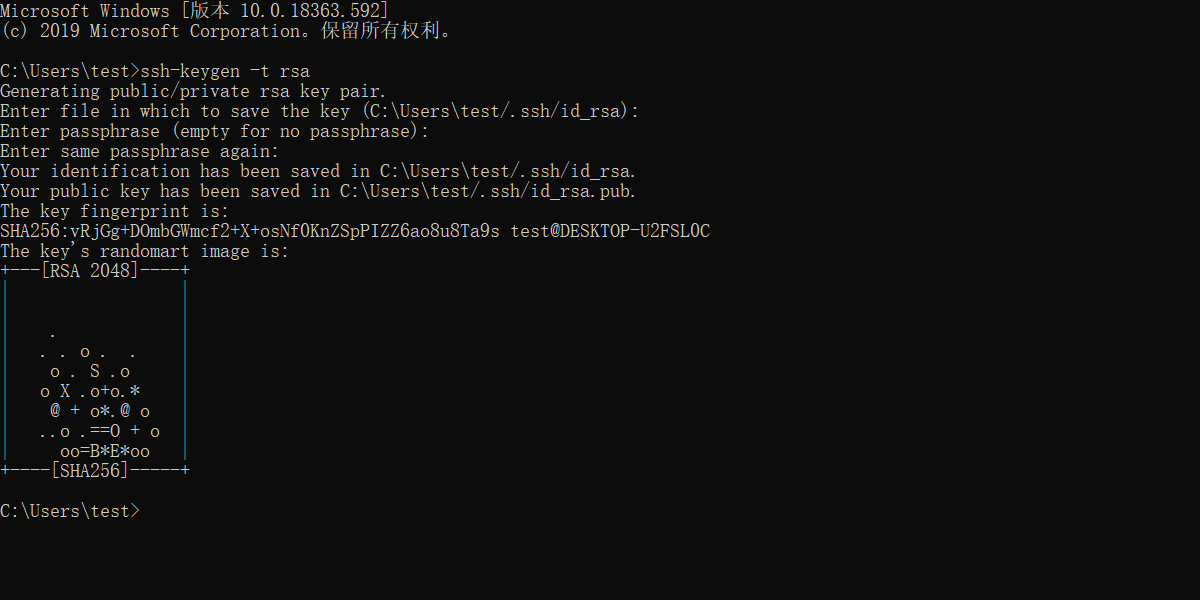 Microsoft Windows [版本 10.0.18363.592]
(c) 2019 Microsoft Corporation。保留所有权利。
C:\Users\test>ssh-keygen -t rsa
Generating public/private rsa key pair.
Enter file in which to save the key (C:\Users\test/.ssh/id_rsa):
Enter passphrase (empty for no passphrase):
Enter same passphrase again:
Your identification has been saved in C:\Users\test/.ssh/id_rsa.
Your public key has been saved in C:\Users\test/.ssh/id_rsa.pub.
The key fingerprint is:
SHA256:vRjGg+DOmbGWmcf2+X+osNf0KnZSpPIZZ6ao8u8Ta9s test@DESKTOP-U2FSL0C
The key's randomart image is:
+---[RSA 2048]----+
|                 |
|                 |
|    .            |
|   . . o .  .    |
|    o . S .o     |
|   o X .o+o.*    |
|    @ + o*.@ o   |
|   ..o .==O + o  |
|     oo=B*E*oo   |
+----[SHA256]-----+
C:\Users\test>